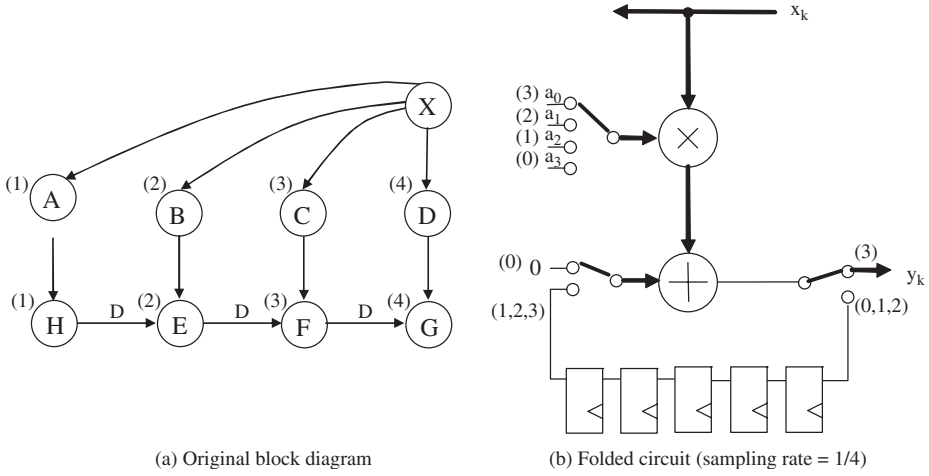 X
(1) A
(2) B
(3) C
(4) D
(1) H
D
(2) E
D
(3) F
D
(4) G
(a) Original block diagram
x_k
(3) a_0
(2) a_1
(1) a_2
(0) a_3
×
(0) 0
+
(3)
y_k
(1,2,3)
(0,1,2)
(b) Folded circuit (sampling rate = 1/4)